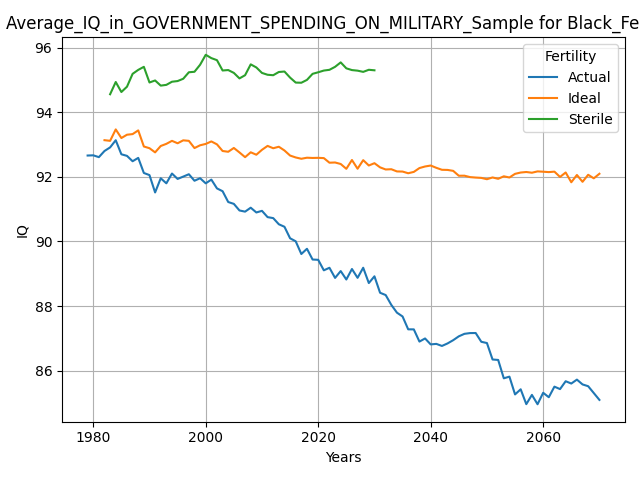 Average_IQ_in_GOVERNMENT_SPENDING_ON_MILITARY_Sample for Black_Fe
96
94
92
90
88
86
IQ
1980
2000
2020
2040
2060
Years
Fertility
Actual
Ideal
Sterile